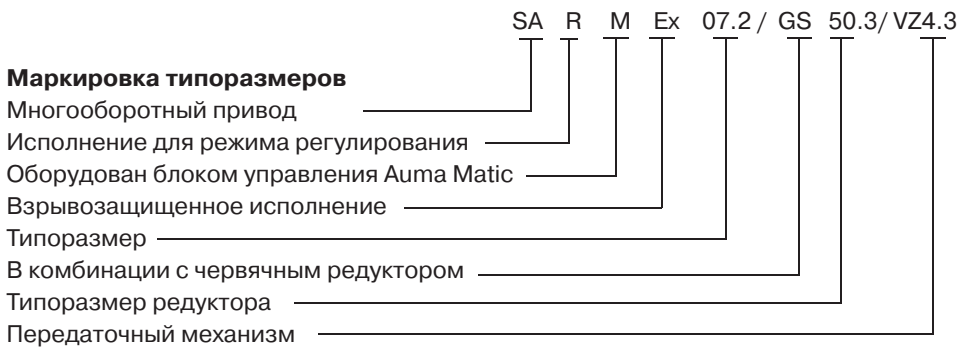 SA R M Ex 07.2 / GS 50.3/ VZ4.3
Маркировка типоразмеров
Многооборотный привод
Исполнение для режима регулирования
Оборудован блоком управления Auma Matic
Взрывозащищенное исполнение
Типоразмер
В комбинации с червячным редуктором
Типоразмер редуктора
Передаточный механизм